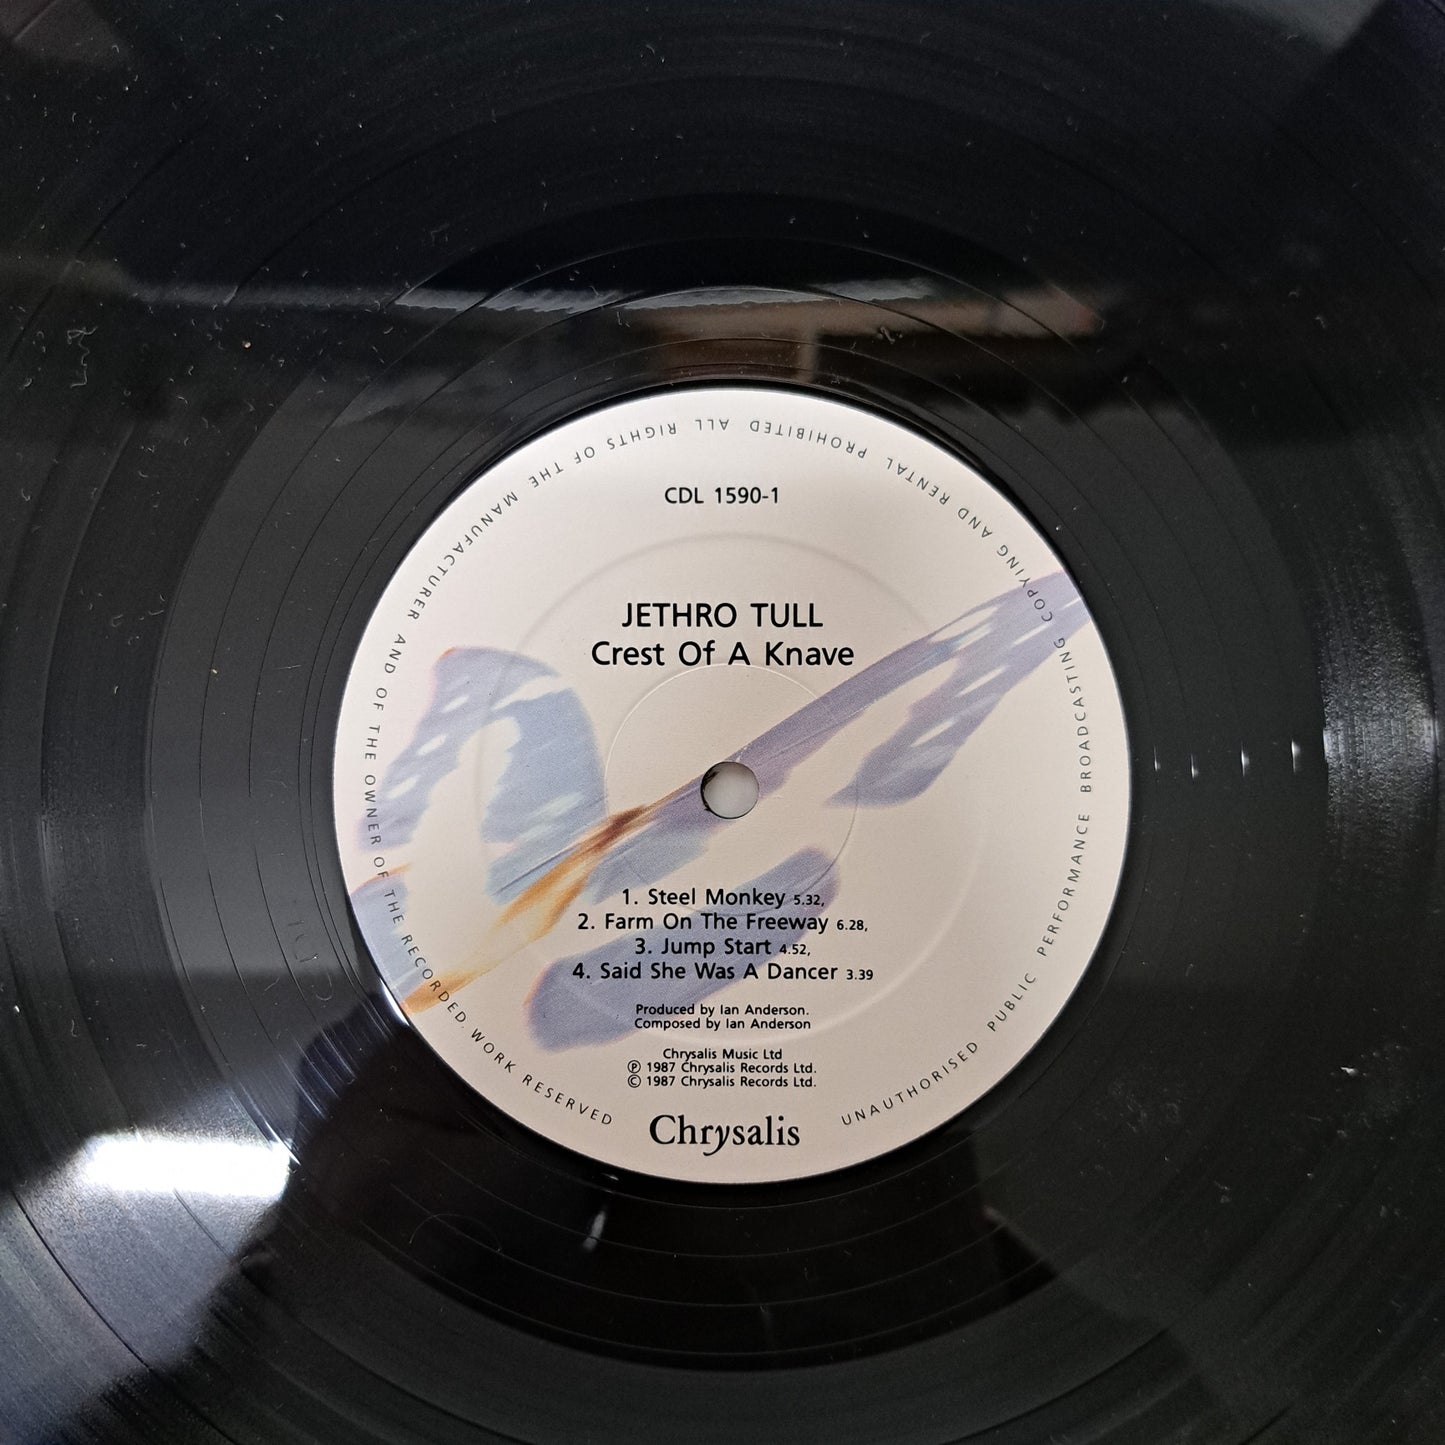 CDL 1590-1
JETHRO TULL
Crest Of A Knave
1. Steel Monkey 5.32,
2. Farm On The Freeway 6.28,
3. Jump Start 4.52,
4. Said She Was A Dancer 3.39
Produced by Ian Anderson.
Composed by Ian Anderson
Chrysalis Music Ltd
℗ 1987 Chrysalis Records Ltd.
© 1987 Chrysalis Records Ltd.
Chrysalis
ALL RIGHTS OF THE MANUFACTURER AND OF THE OWNER OF THE RECORDED WORK RESERVED
UNAUTHORISED PUBLIC PERFORMANCE BROADCASTING COPYING AND RENTAL PROHIBITED